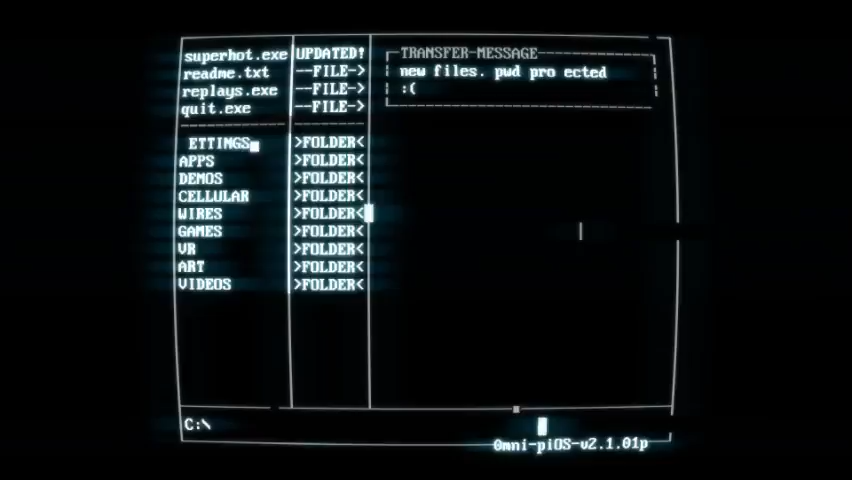 superhot.exe UPDATED!
readme.txt --FILE->
replays.exe --FILE->
quit.exe --FILE->
ETTINGS >FOLDER<
APPS >FOLDER<
DEMOS >FOLDER<
CELLULAR >FOLDER<
WIRES >FOLDER<
GAMES >FOLDER<
VR >FOLDER<
ART >FOLDER<
VIDEOS >FOLDER<
TRANSFER-MESSAGE
new files. pwd pro ected
:(
C:\
Omni-piOS-v2.1.01p